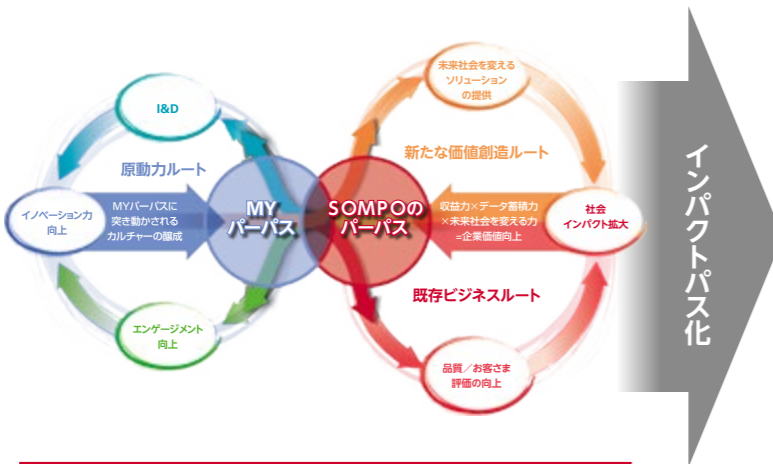 I&D
原動力ルート
イノベーション力
向上
MYパーパスに
突き動かされる
カルチャーの醸成
エンゲージメント
向上
MY
パーパス
SOMPOの
パーパス
未来社会を変える
ソリューション
の提供
新たな価値創造ルート
収益力×データ蓄積力
×未来社会を変える力
=企業価値向上
社会
インパクト拡大
既存ビジネスルート
品質/お客さま
評価の向上
インパクトパス化